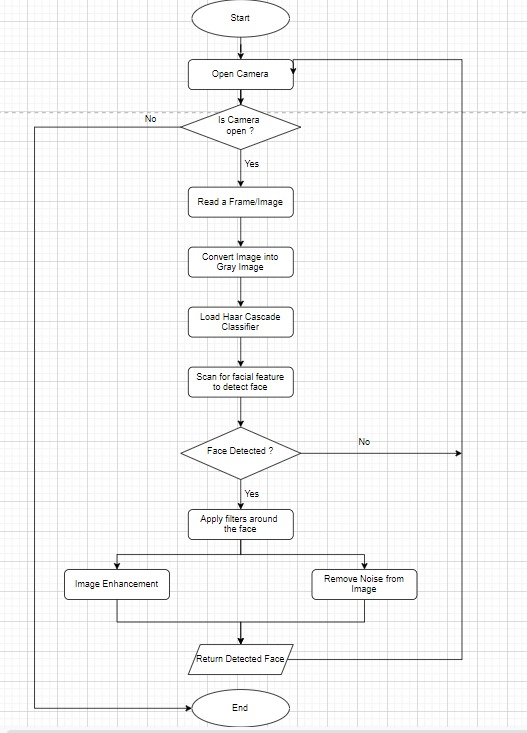 Start
Open Camera
No
Is Camera
open ?
Yes
Read a Frame/Image
Convert Image into
Gray Image
Load Haar Cascade
Classifier
Scan for facial feature
to detect face
Face Detected ?
No
Yes
Apply filters around
the face
Image Enhancement
Remove Noise from
Image
Return Detected Face
End